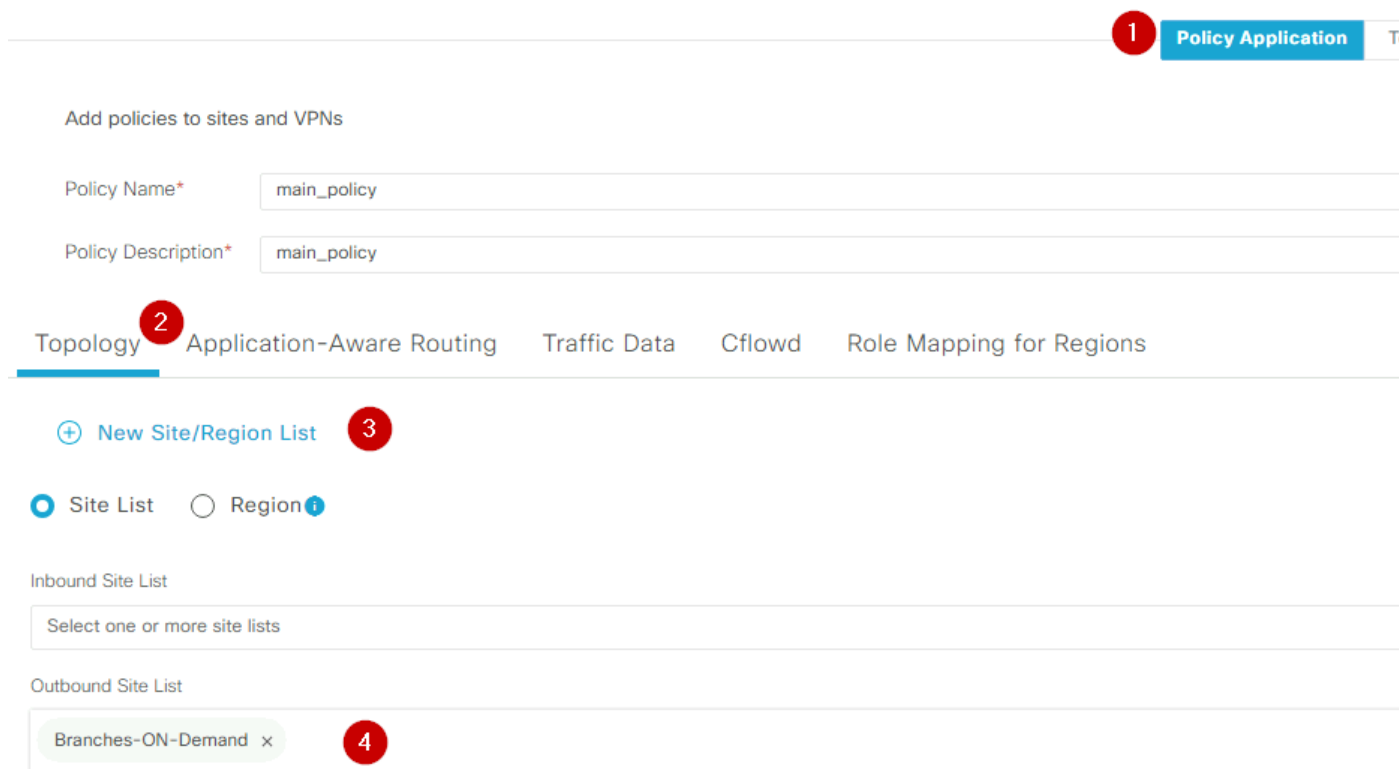 1 Policy Application T
Add policies to sites and VPNs
Policy Name* main_policy
Policy Description* main_policy
2
Topology Application-Aware Routing Traffic Data Cflowd Role Mapping for Regions
New Site/Region List 3
Site List Region i
Inbound Site List
Select one or more site lists
Outbound Site List
Branches-ON-Demand × 4